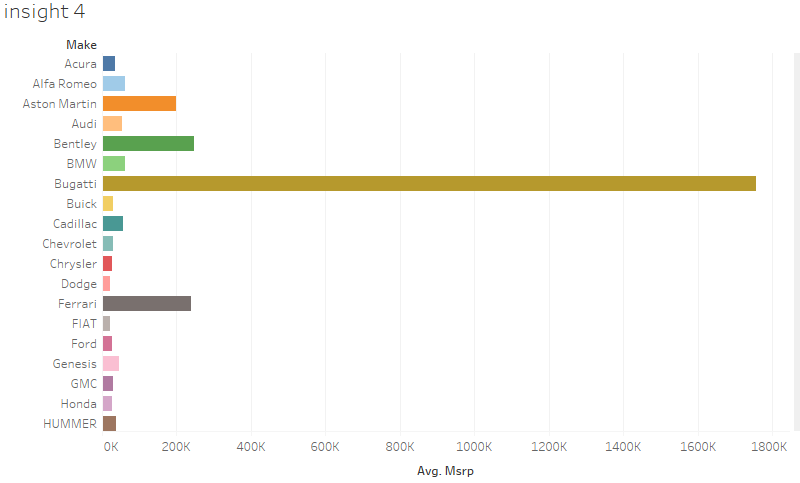 insight 4
Make
Acura
Alfa Romeo
Aston Martin
Audi
Bentley
BMW
Bugatti
Buick
Cadillac
Chevrolet
Chrysler
Dodge
Ferrari
FIAT
Ford
Genesis
GMC
Honda
HUMMER
0K 200K 400K 600K 800K 1000K 1200K 1400K 1600K 1800K
Avg. Msrp